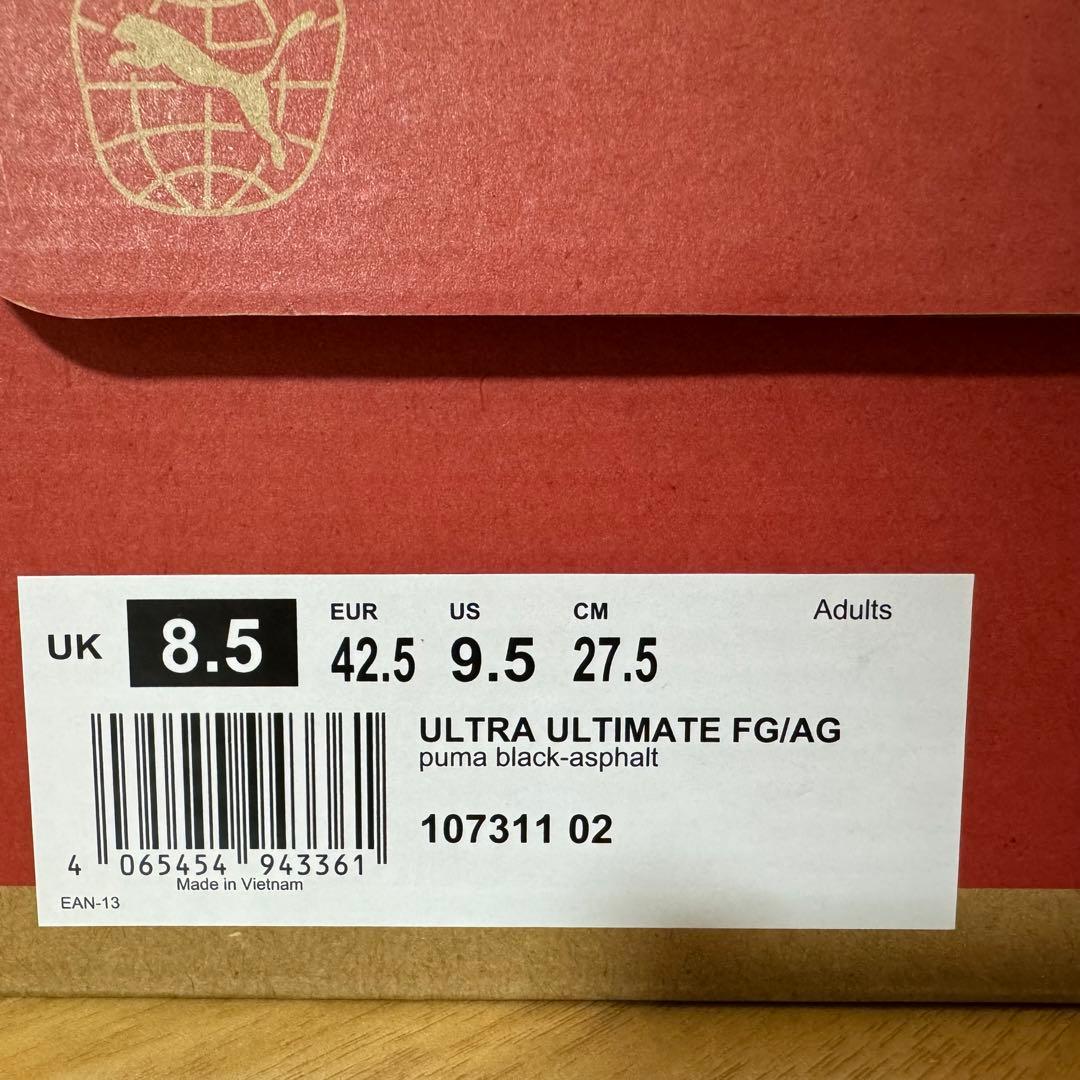 UK 8.5
EUR US CM Adults
42.5 9.5 27.5
ULTRA ULTIMATE FG/AG
puma black-asphalt
107311 02
4 065454 943361
Made in Vietnam
EAN-13